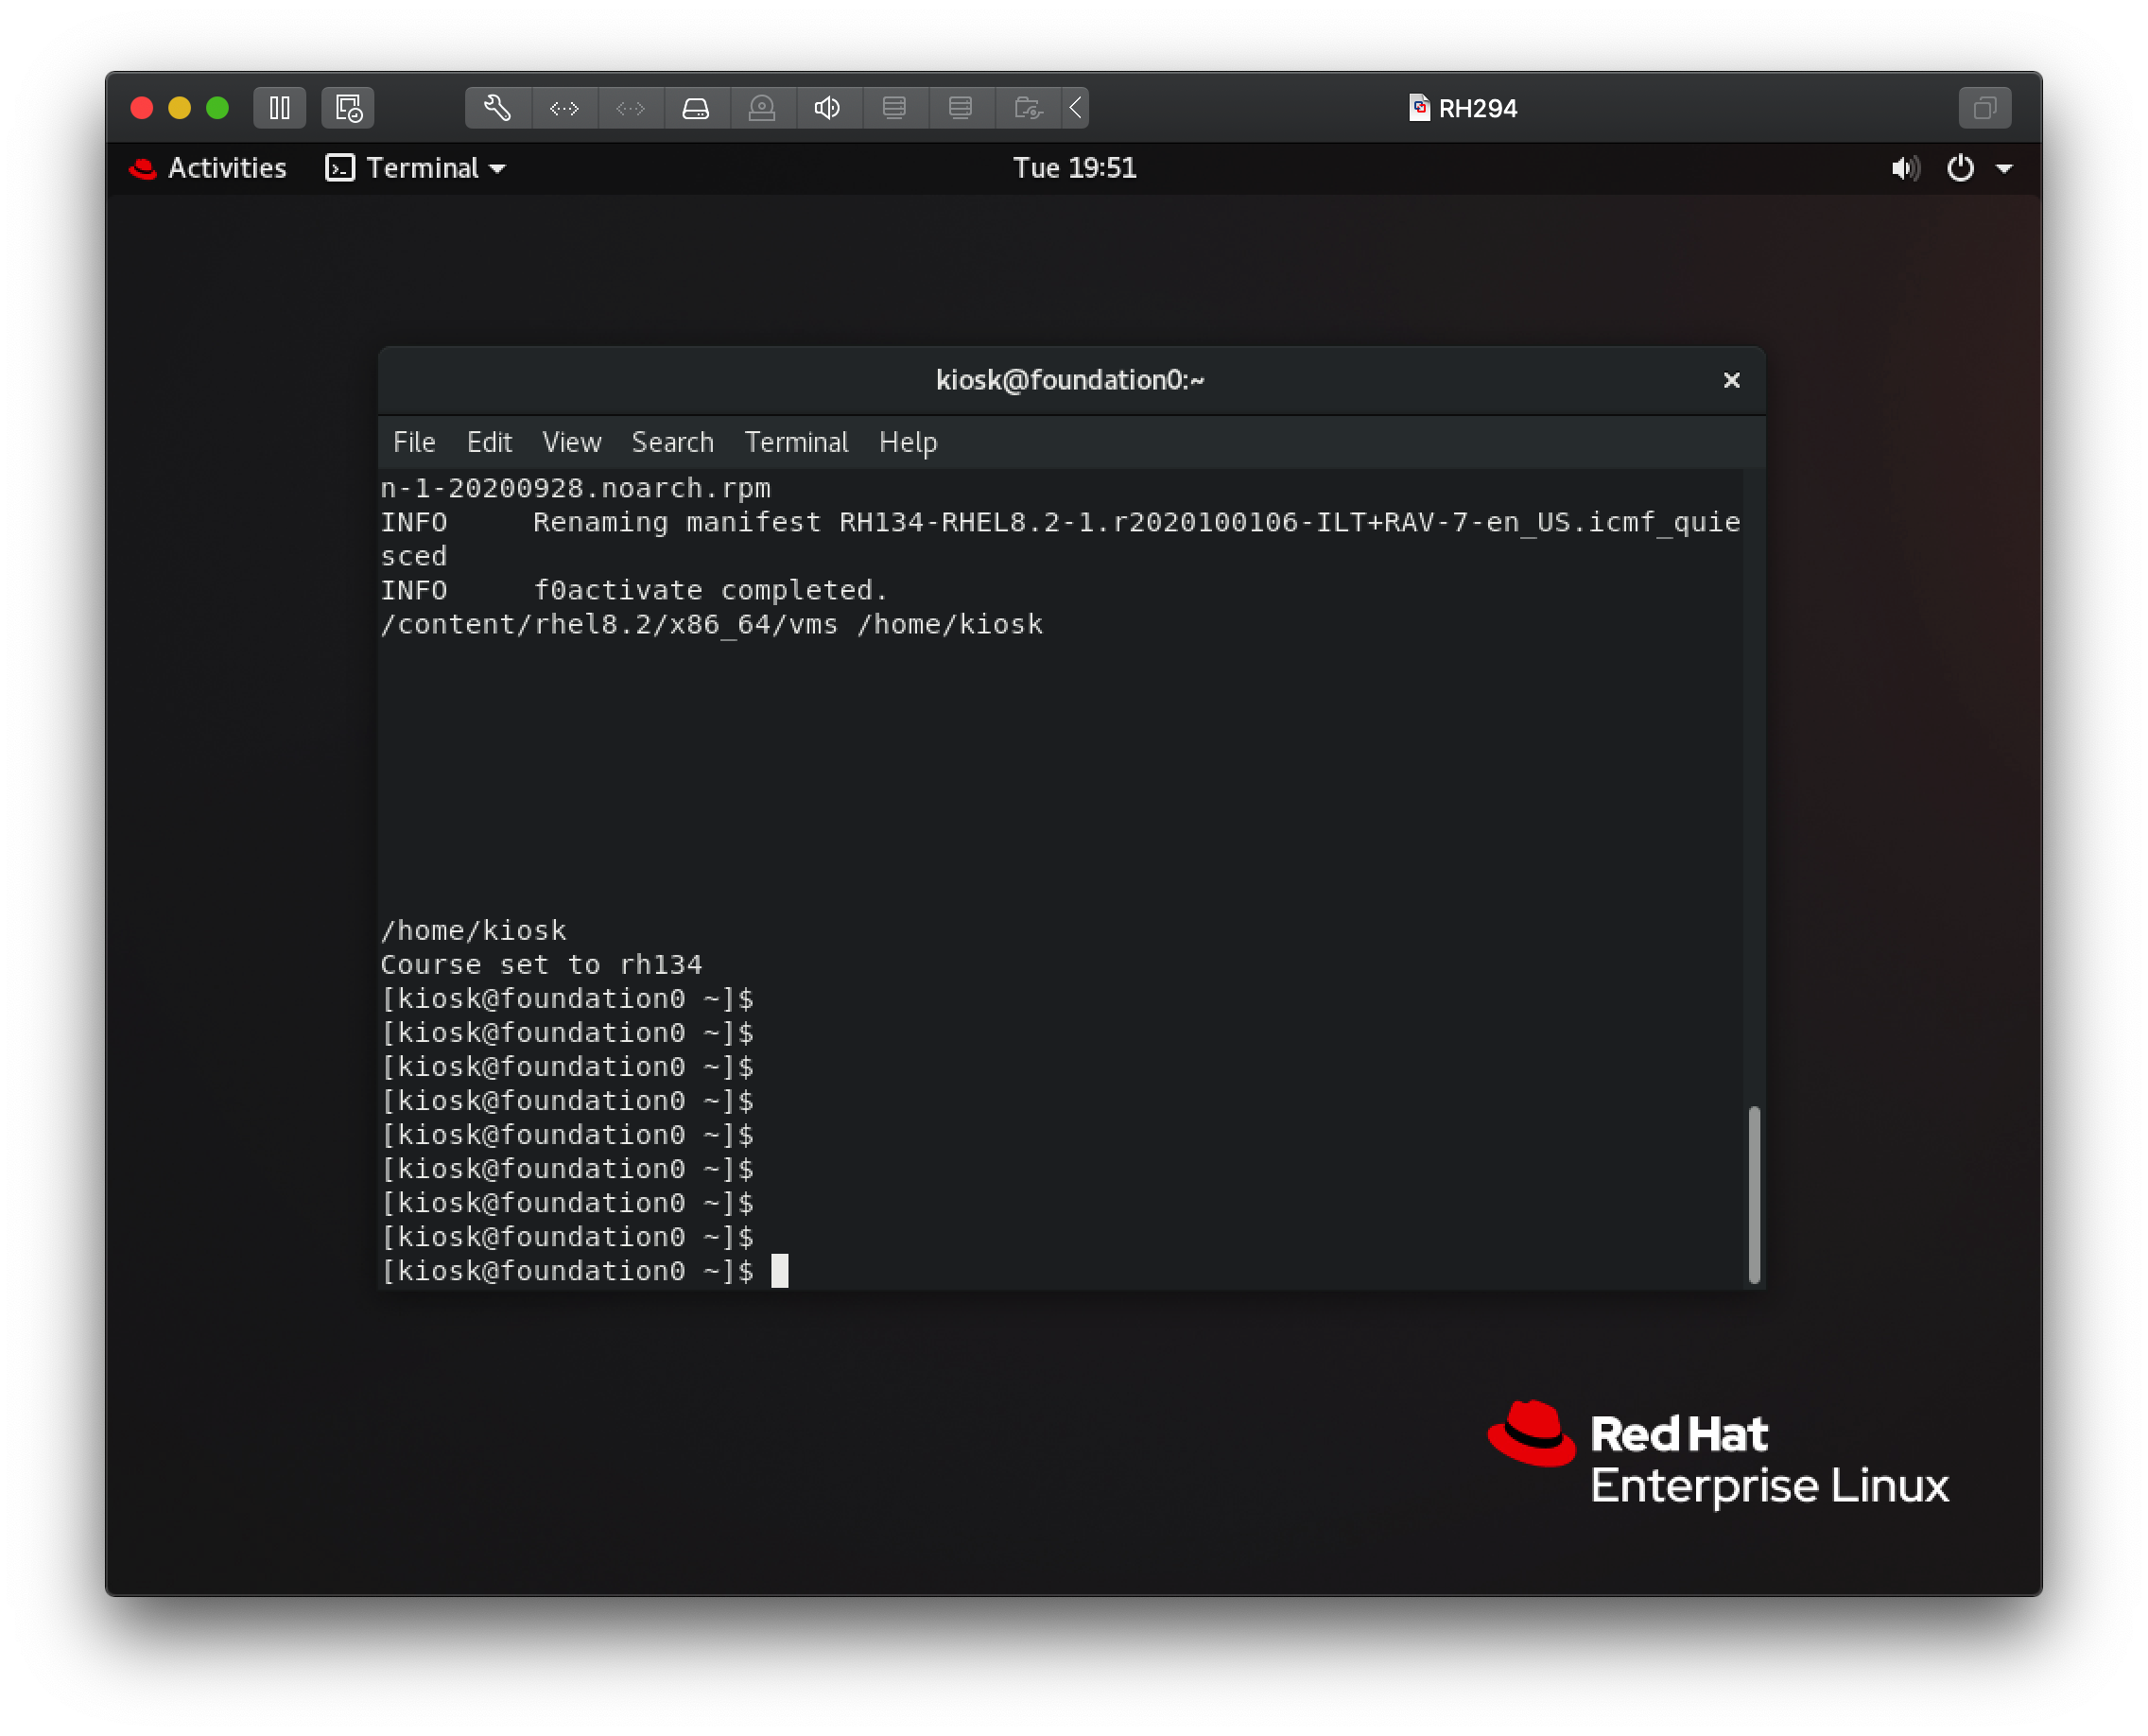 RH294
Activities Terminal Tue 19:51
kiosk@foundation0:~
File Edit View Search Terminal Help
n-1-20200928.noarch.rpm
INFO     Renaming manifest RH134-RHEL8.2-1.r2020100106-ILT+RAV-7-en_US.icmf_quie
sced
INFO     f0activate completed.
/content/rhel8.2/x86_64/vms /home/kiosk
/home/kiosk
Course set to rh134
[kiosk@foundation0 ~]$
[kiosk@foundation0 ~]$
[kiosk@foundation0 ~]$
[kiosk@foundation0 ~]$
[kiosk@foundation0 ~]$
[kiosk@foundation0 ~]$
[kiosk@foundation0 ~]$
[kiosk@foundation0 ~]$
[kiosk@foundation0 ~]$
Red Hat
Enterprise Linux